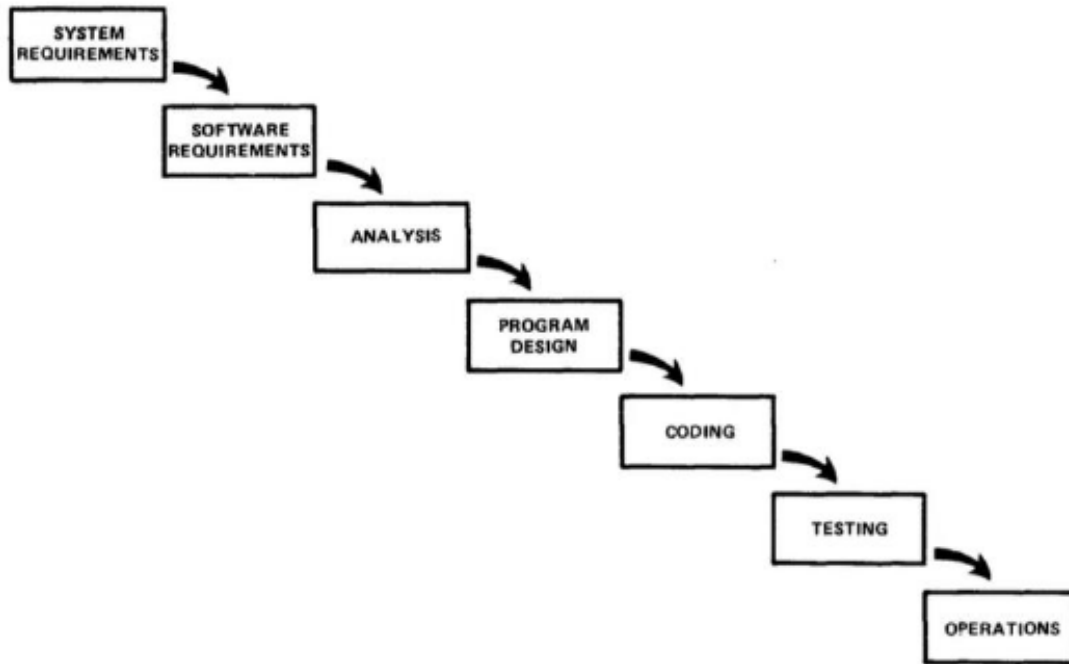 SYSTEM
REQUIREMENTS
SOFTWARE
REQUIREMENTS
ANALYSIS
PROGRAM
DESIGN
CODING
TESTING
OPERATIONS